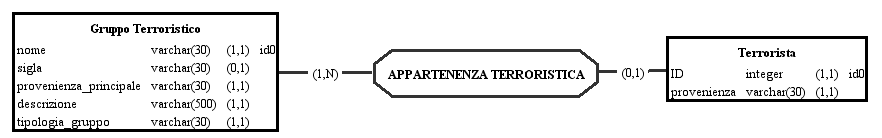 Gruppo Terroristico
nome varchar(30) (1,1) id0
sigla varchar(30) (0,1)
provenienza_principale varchar(30) (1,1)
descrizione varchar(500) (1,1)
tipologia_gruppo varchar(30) (1,1)
(1,N)
APPARTENENZA TERRORISTICA
(0,1)
Terrorista
ID integer (1,1) id0
provenienza varchar(30) (1,1)